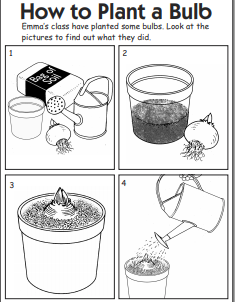 How to Plant a Bulb
Emma's class have planted some bulbs. Look at the
pictures to find out what they did.
1
Bag of
Soil
2
3
4